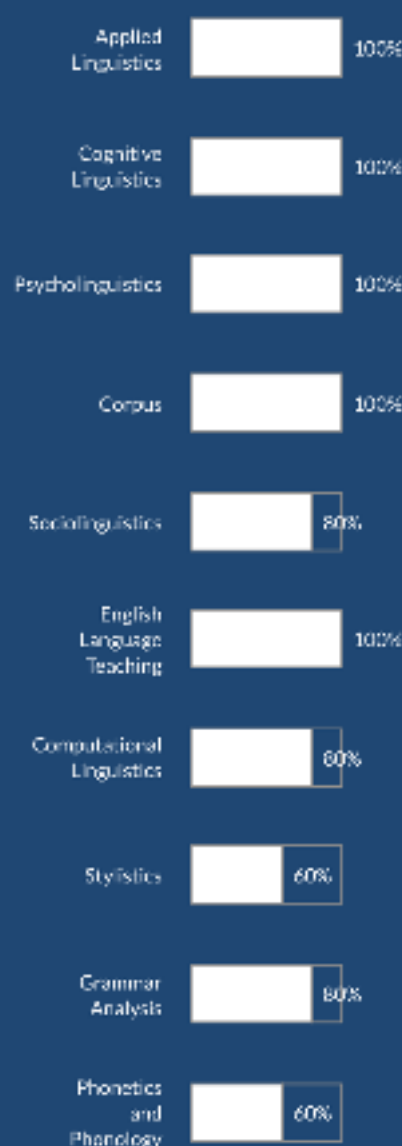 Applied
Linguistics
100%
Cognitive
Linguistics
100%
Psycholinguistics
100%
Corpus
100%
Sociolinguistics
80%
English
Language
Teaching
100%
Computational
Linguistics
80%
Stylistics
60%
Grammar
Analysis
80%
Phonetics
and
Phonology
60%